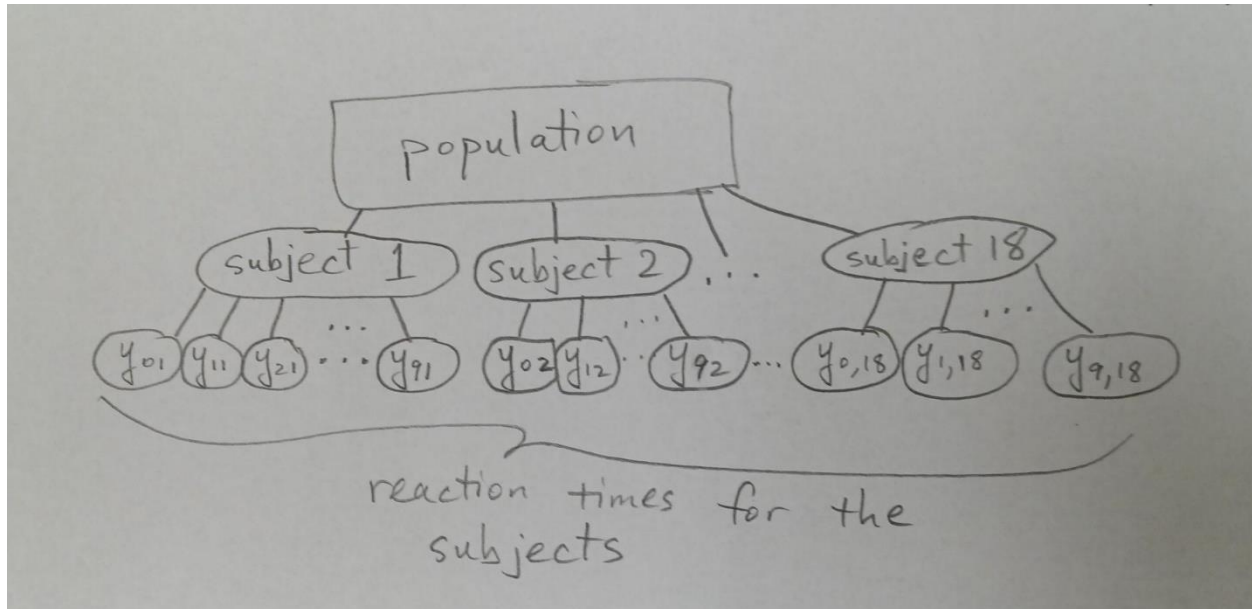 population
subject 1 subject 2 ... subject 18
... ... ...
y01 y11 y21 ... y91 y02 y12 .. y92 ... y0,18 y1,18 y9,18
reaction times for the
subjects